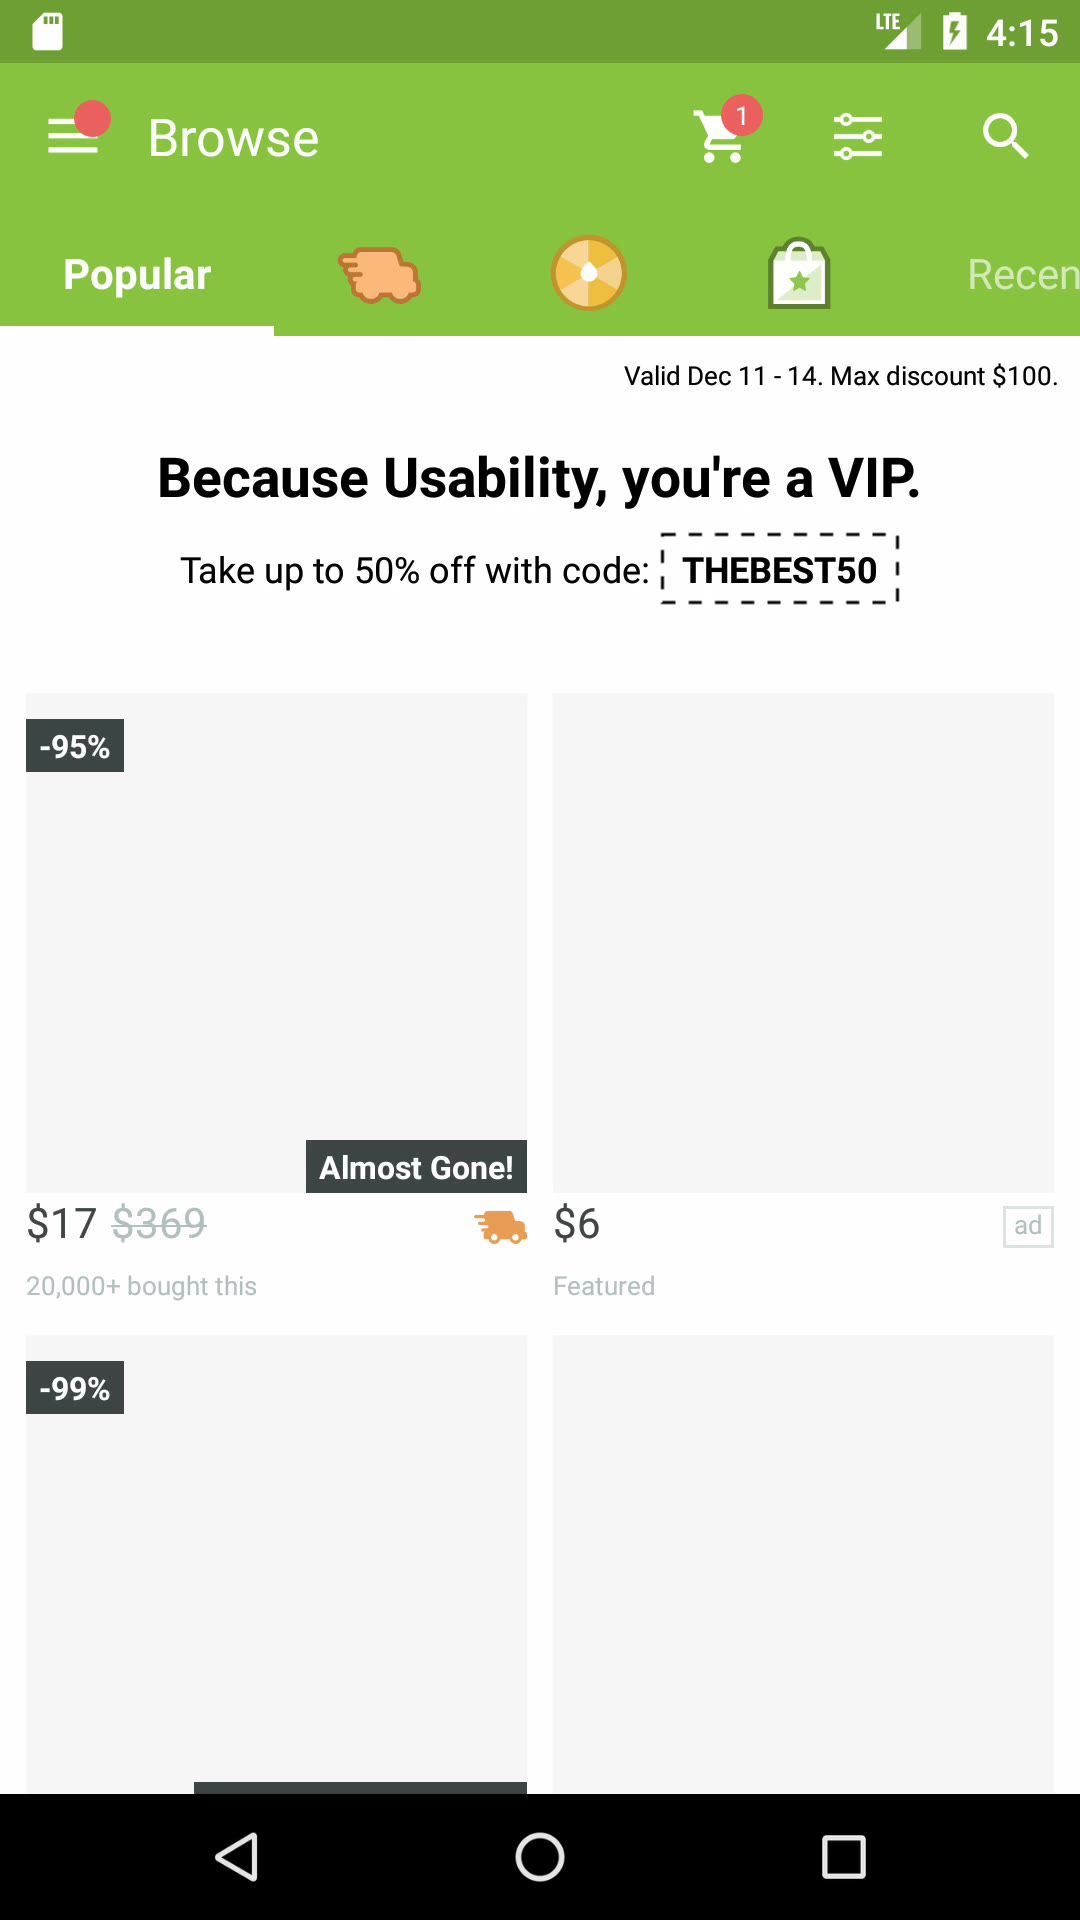 LTE 4:15
Browse 1
Popular Recen
Valid Dec 11 - 14. Max discount $100.
Because Usability, you're a VIP.
Take up to 50% off with code: THEBEST50
-95%
Almost Gone!
$17 $369
20,000+ bought this
$6 ad
Featured
-99%